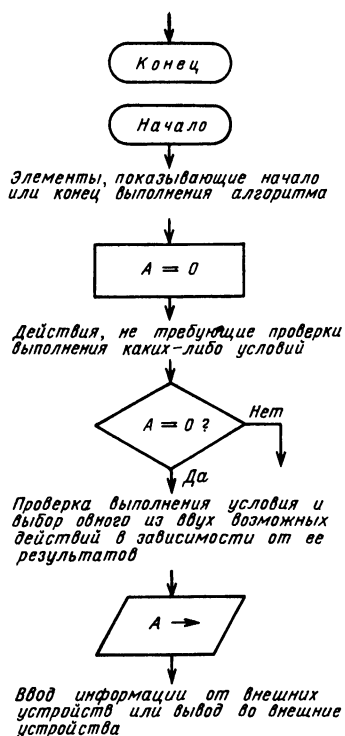 Конец
Начало
Элементы, показывающие начало
или конец выполнения алгоритма
A = 0
Действия, не требующие проверки
выполнения каких-либо условий
A = 0 ?
Нет
Да
Проверка выполнения условия и
выбор одного из двух возможных
действий в зависимости от ее
результатов
A →
Ввод информации от внешних
устройств или вывод во внешние
устройства